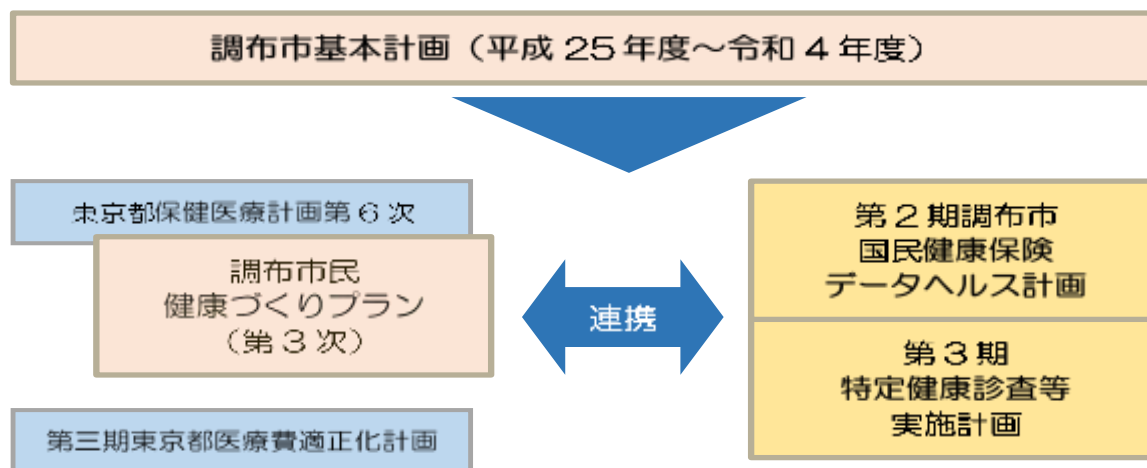 調布市基本計画（平成25年度～令和4年度）
東京都保健医療計画第6次
調布市民
健康づくりプラン
（第3次）
第三期東京都医療費適正化計画
連携
第2期調布市
国民健康保険
データヘルス計画
第3期
特定健康診査等
実施計画